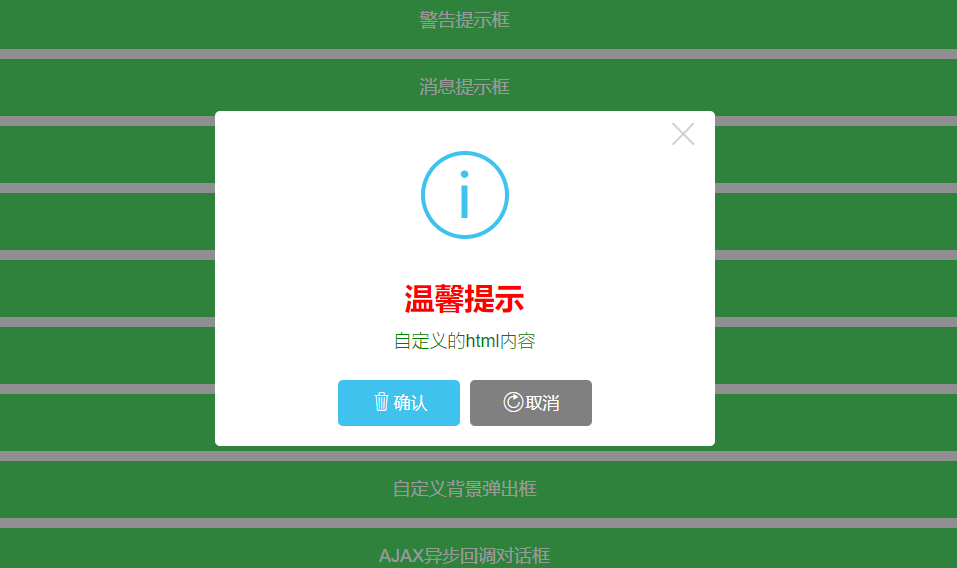 警告提示框
消息提示框
i
温馨提示
自定义的html内容
确认 取消
自定义背景弹出框
AJAX异步回调对话框